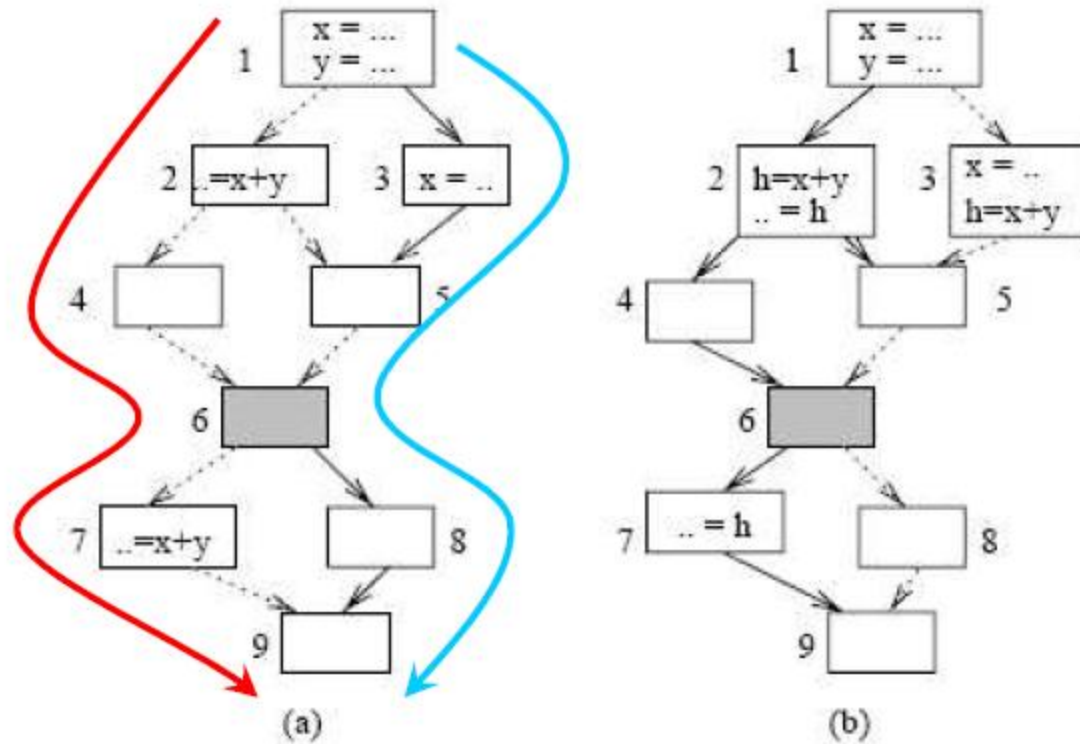 x = ...
y = ...
1
2
..=x+y
3
x = ..
4
5
6
7
..=x+y
8
9
(a)
x = ...
y = ...
1
2
h=x+y
.. = h
3
x = ..
h=x+y
4
5
6
7
.. = h
8
9
(b)